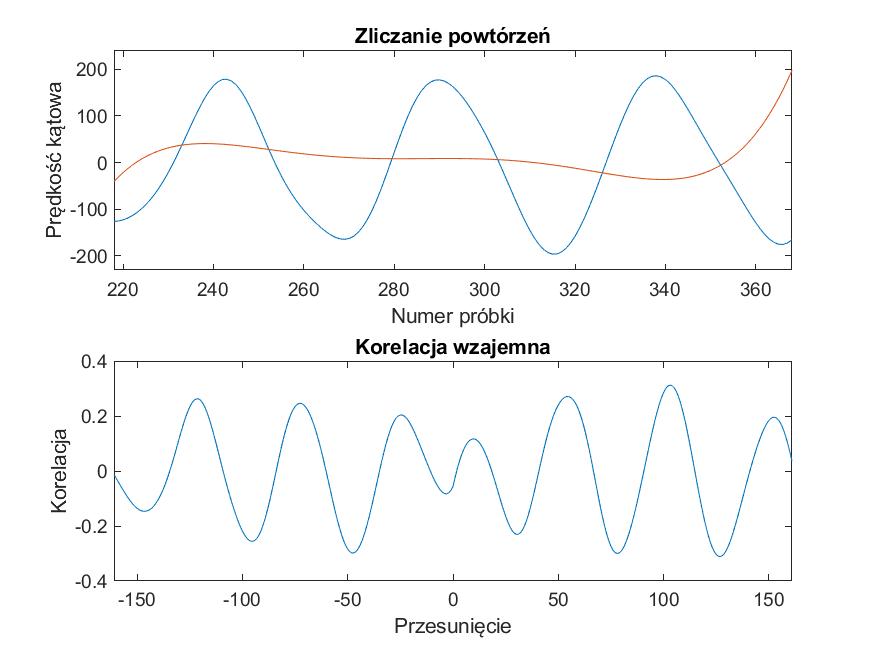 Zliczanie powtórzeń
200
100
0
-100
-200
Prędkość kątowa
220 240 260 280 300 320 340 360
Numer próbki
Korelacja wzajemna
0.4
0.2
0
-0.2
-0.4
Korelacja
-150 -100 -50 0 50 100 150
Przesunięcie